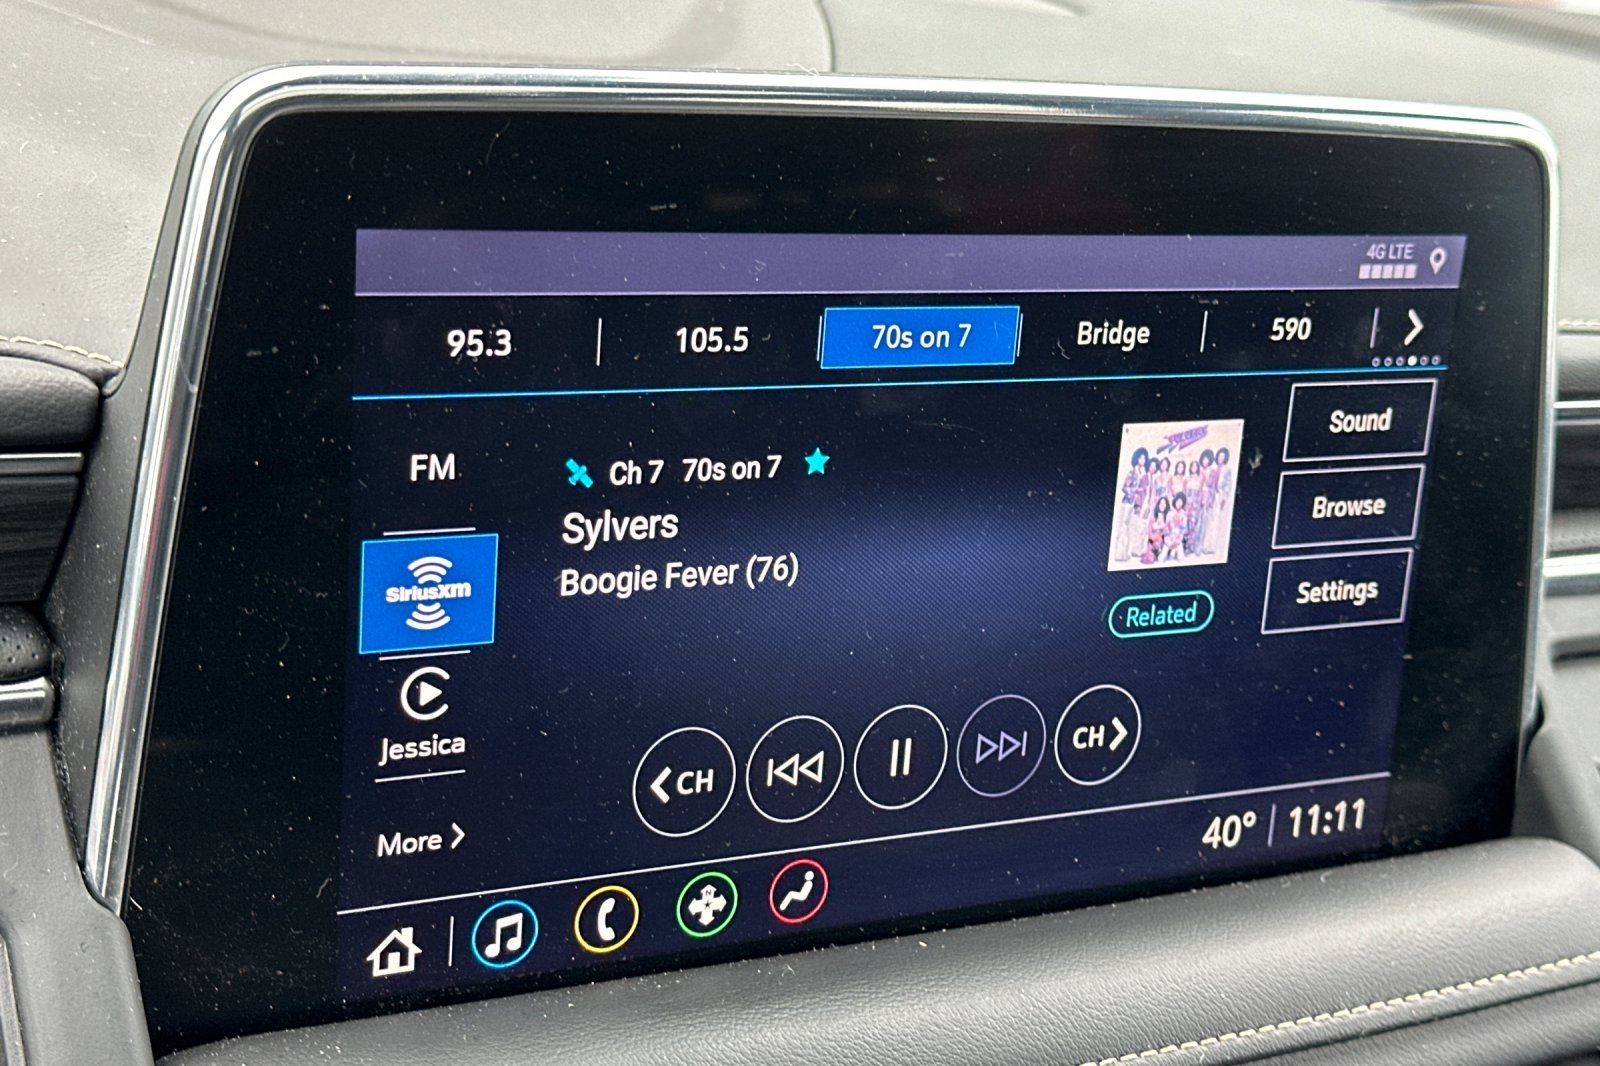 4G LTE
95.3 105.5 70s on 7 Bridge 590
FM
SiriusXM
Jessica
More
Ch 7 70s on 7
Sylvers
Boogie Fever (76)
Related
Sound
Browse
Settings
CH
CH
40° 11:11
N